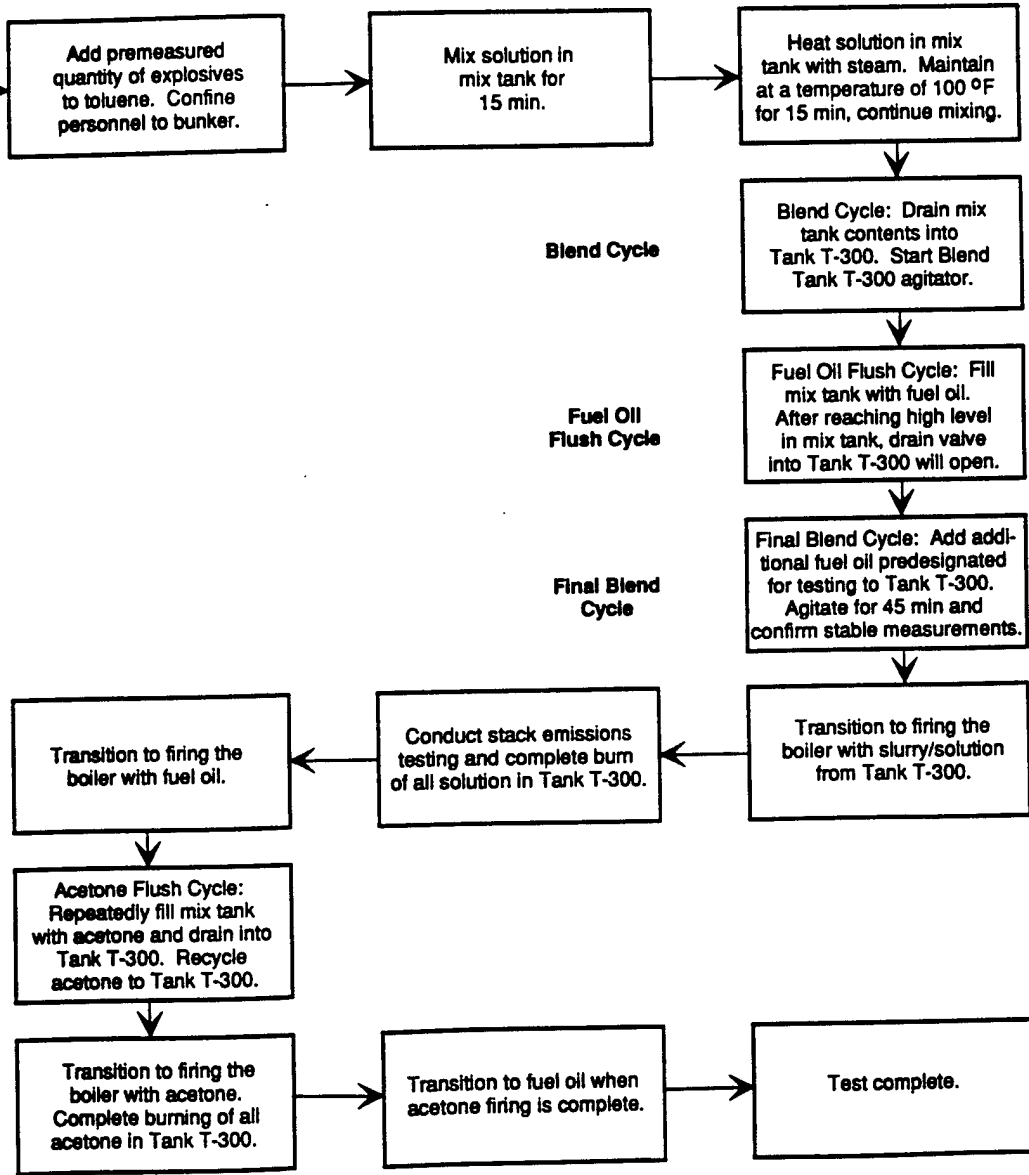 Add premeasured
quantity of explosives
to toluene. Confine
personnel to bunker.
Mix solution in
mix tank for
15 min.
Heat solution in mix
tank with steam. Maintain
at a temperature of 100 ºF
for 15 min, continue mixing.
Blend Cycle
Blend Cycle: Drain mix
tank contents into
Tank T-300. Start Blend
Tank T-300 agitator.
Fuel Oil
Flush Cycle
Fuel Oil Flush Cycle: Fill
mix tank with fuel oil.
After reaching high level
in mix tank, drain valve
into Tank T-300 will open.
Final Blend
Cycle
Final Blend Cycle: Add addi-
tional fuel oil predesignated
for testing to Tank T-300.
Agitate for 45 min and
confirm stable measurements.
Transition to firing the
boiler with slurry/solution
from Tank T-300.
Conduct stack emissions
testing and complete burn
of all solution in Tank T-300.
Transition to firing the
boiler with fuel oil.
Acetone Flush Cycle:
Repeatedly fill mix tank
with acetone and drain into
Tank T-300. Recycle
acetone to Tank T-300.
Transition to firing the
boiler with acetone.
Complete burning of all
acetone in Tank T-300.
Transition to fuel oil when
acetone firing is complete.
Test complete.